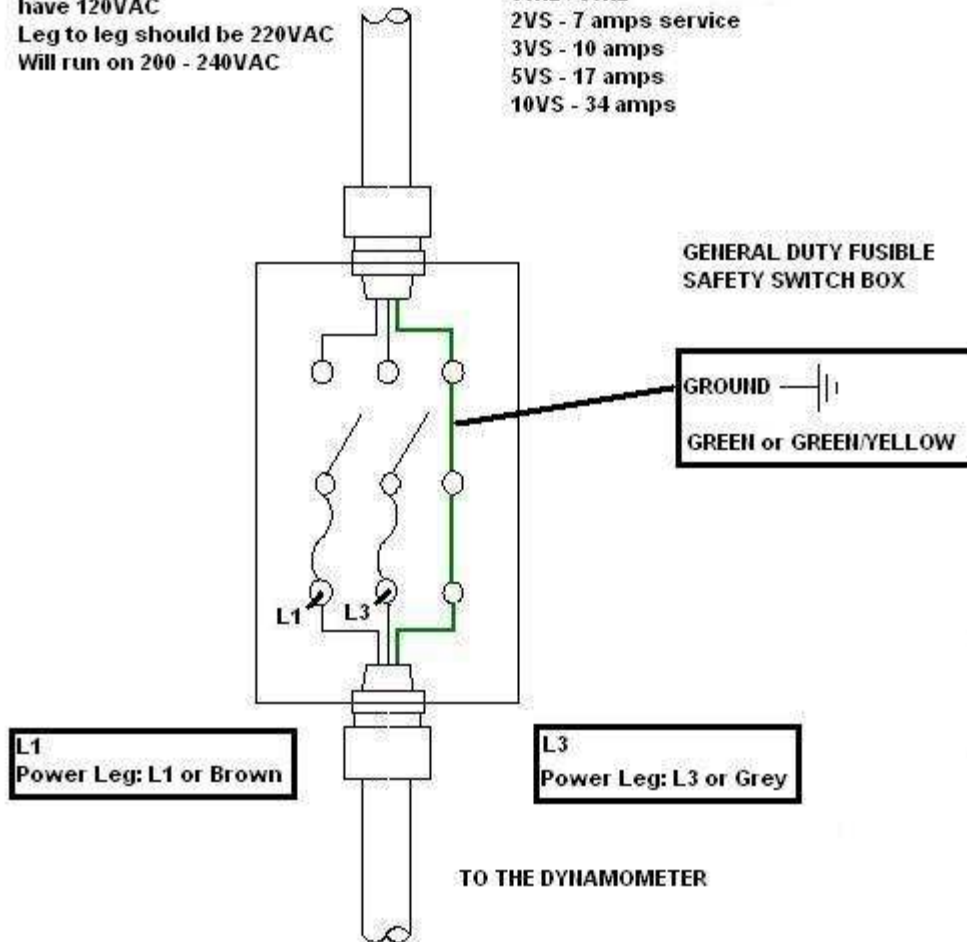 have 120VAC
Leg to leg should be 220VAC
Will run on 200 - 240VAC
2VS - 7 amps service
3VS - 10 amps
5VS - 17 amps
10VS - 34 amps
GENERAL DUTY FUSIBLE
SAFETY SWITCH BOX
GROUND
GREEN or GREEN/YELLOW
L1
L3
L1
Power Leg: L1 or Brown
L3
Power Leg: L3 or Grey
TO THE DYNAMOMETER